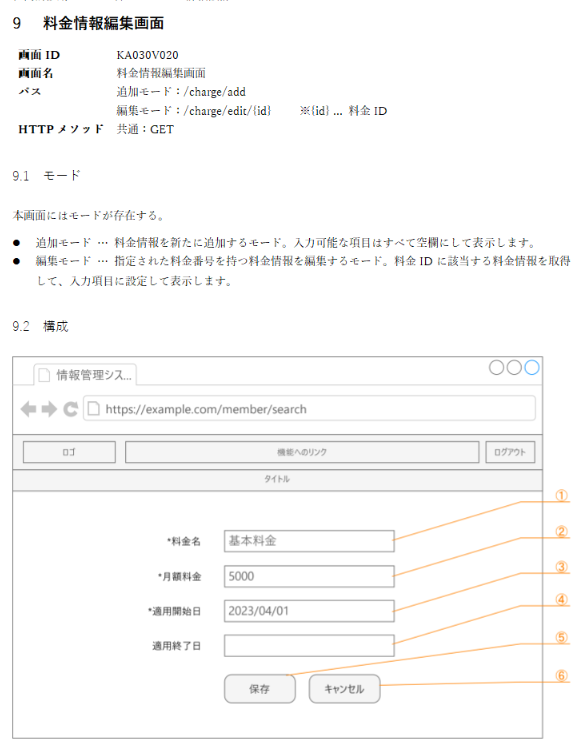 9 料金情報編集画面
画面 ID KA030V020
画面名 料金情報編集画面
パス 追加モード：/charge/add
編集モード：/charge/edit/{id} ※{id} … 料金 ID
HTTP メソッド 共通：GET
9.1 モード
本画面にはモードが存在する。
● 追加モード … 料金情報を新たに追加するモード。入力可能な項目はすべて空欄にして表示します。
● 編集モード … 指定された料金番号を持つ料金情報を編集するモード。料金 ID に該当する料金情報を取得
して、入力項目に設定して表示します。
9.2 構成
情報管理シス...
https://example.com/member/search
ロゴ 機能へのリンク ログアウト
タイトル
①
*料金名 基本料金
②
*月額料金 5000
③
*適用開始日 2023/04/01
④
適用終了日
⑤
保存 キャンセル
⑥